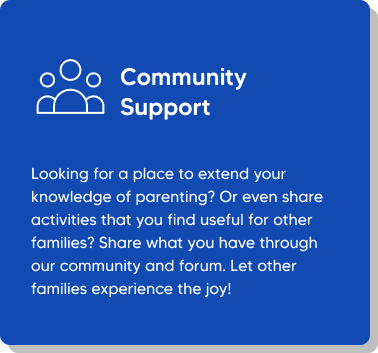 Community
Support
Looking for a place to extend your
knowledge of parenting? Or even share
activities that you find useful for other
families? Share what you have through
our community and forum. Let other
families experience the joy!